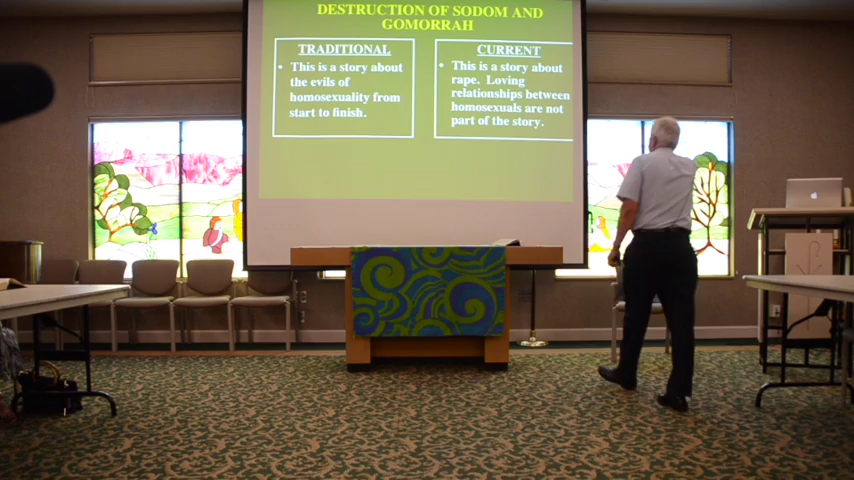 DESTRUCTION OF SODOM AND
GOMORRAH
TRADITIONAL
• This is a story about
the evils of
homosexuality from
start to finish.
CURRENT
• This is a story about
rape. Loving
relationships between
homosexuals are not
part of the story.